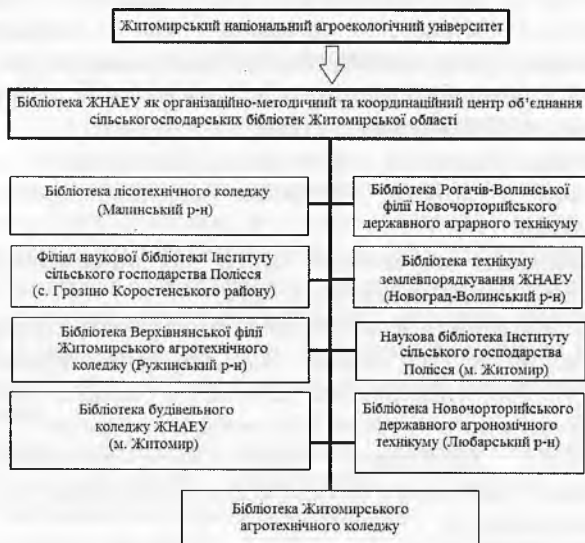 Житомирський національний агроекологічний університет
Бібліотека ЖНАЕУ як організаційно-методичний та координаційний центр об’єднання
сільськогосподарських бібліотек Житомирської області
Бібліотека лісотехнічного коледжу
(Малинський р-н)
Бібліотека Рогачів-Волинської
філії Новочорторийського
державного аграрного технікуму
Філіал наукової бібліотеки Інституту
сільського господарства Полісся
(с. Грозино Коростенського району)
Бібліотека технікуму
землевпорядкування ЖНАЕУ
(Новоград-Волинський р-н)
Бібліотека Верхівнянської філії
Житомирського агротехнічного
коледжу (Ружинський р-н)
Наукова бібліотека Інституту
сільського господарства
Полісся (м. Житомир)
Бібліотека будівельного
коледжу ЖНАЕУ
(м. Житомир)
Бібліотека Новочорторийського
державного агрономічного
технікуму (Любарський р-н)
Бібліотека Житомирського
агротехнічного коледжу